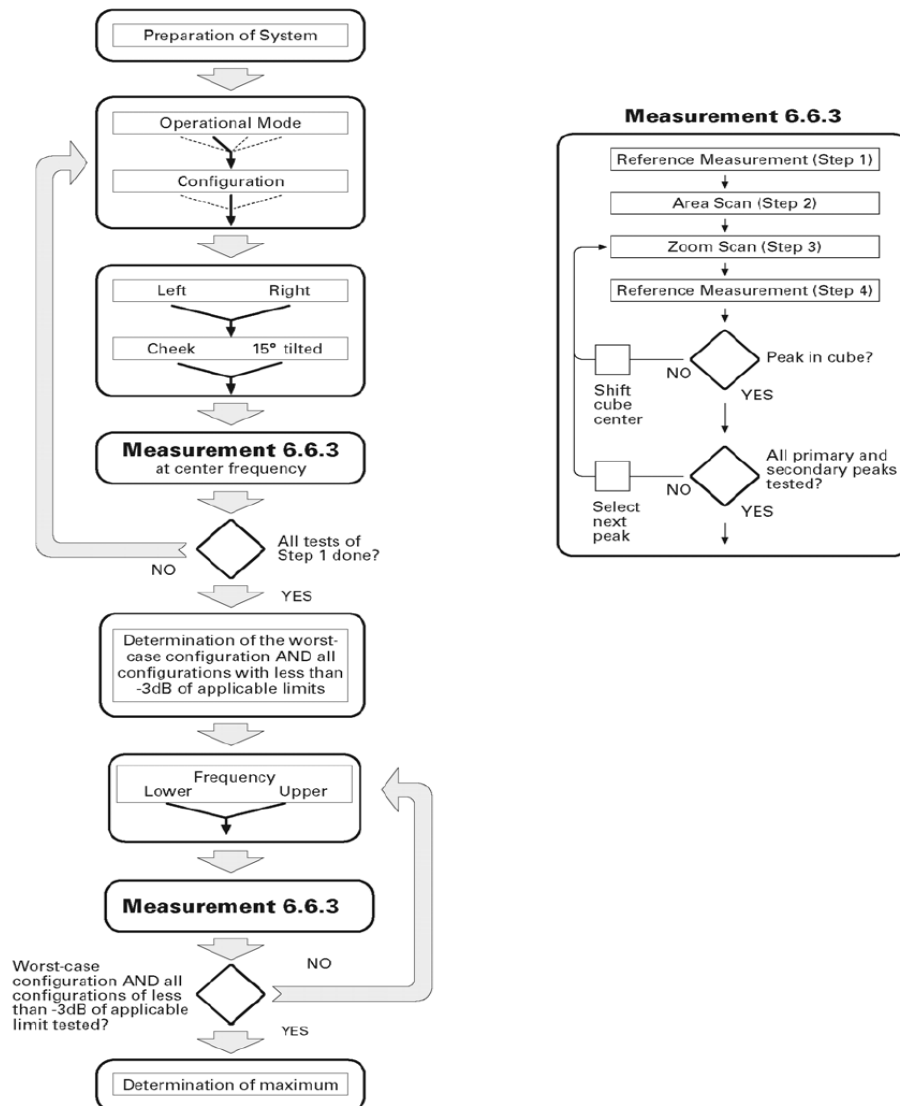 Preparation of System
Operational Mode
Configuration
Left Right
Cheek 15° tilted
Measurement 6.6.3
at center frequency
All tests of
Step 1 done?
NO
YES
Determination of the worst-
case configuration AND all
configurations with less than
-3dB of applicable limits
Frequency
Lower Upper
Measurement 6.6.3
Worst-case
configuration AND all
configurations of less
than -3dB of applicable
limit tested?
NO
YES
Determination of maximum
Measurement 6.6.3
Reference Measurement (Step 1)
Area Scan (Step 2)
Zoom Scan (Step 3)
Reference Measurement (Step 4)
Peak in cube?
NO
YES
Shift
cube
center
All primary and
secondary peaks
tested?
NO
YES
Select
next
peak